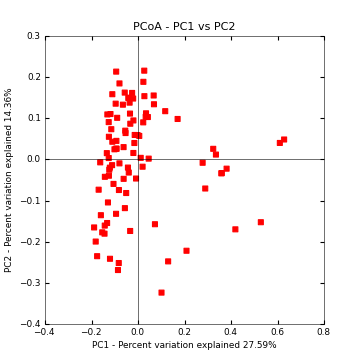 PCoA - PC1 vs PC2
0.3
0.2
0.1
0.0
−0.1
−0.2
−0.3
−0.4
PC2 - Percent variation explained 14.36%
−0.4 −0.2 0.0 0.2 0.4 0.6 0.8
PC1 - Percent variation explained 27.59%